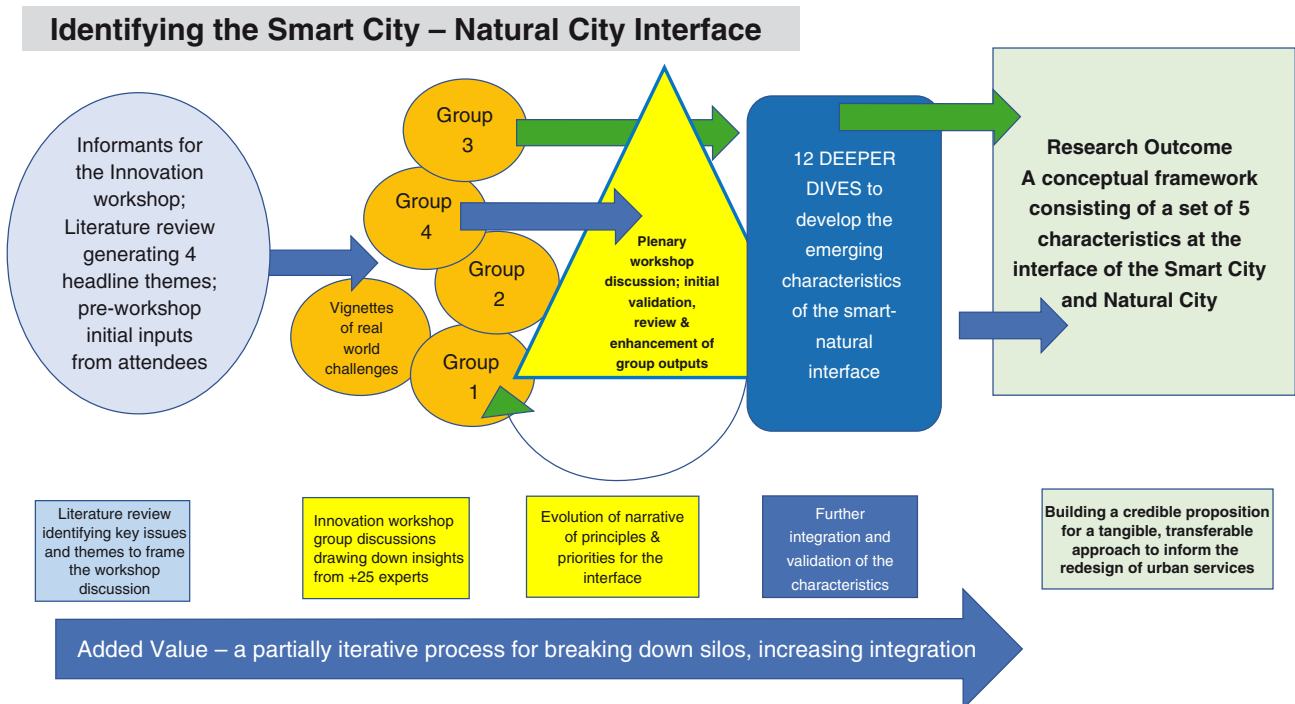 Identifying the Smart City – Natural City Interface
Informants for
the Innovation
workshop;
Literature review
generating 4
headline themes;
pre-workshop
initial inputs
from attendees
Group
3
Group
4
Group
2
Vignettes
of real
world
challenges
Group
1
Plenary
workshop
discussion; initial
validation,
review &
enhancement of
group outputs
12 DEEPER
DIVES to
develop the
emerging
characteristics
of the smart-
natural
interface
Research Outcome
A conceptual framework
consisting of a set of 5
characteristics at the
interface of the Smart City
and Natural City
Literature review
identifying key issues
and themes to frame
the workshop
discussion
Innovation workshop
group discussions
drawing down insights
from +25 experts
Evolution of narrative
of principles &
priorities for the
interface
Further
integration and
validation of the
characteristics
Building a credible proposition
for a tangible, transferable
approach to inform the
redesign of urban services
Added Value – a partially iterative process for breaking down silos, increasing integration